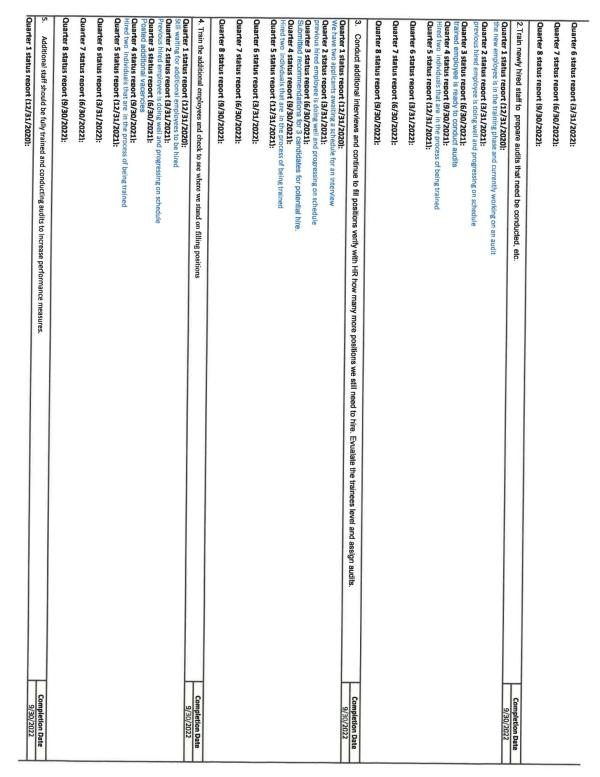 Quarter 6 status report (3/31/2022):
Quarter 7 status report (6/30/2022):
Quarter 8 status report (9/30/2022):
2. Train newly hired staff to prepare audits that need be conducted, etc.
Completion Date
9/30/2022
Quarter 1 status report (12/31/2020):
the new employee is in the training phase and currently working on an audit
Quarter 2 status report (3/31/2021):
previous hired employee is doing well and progressing on schedule
Quarter 3 status report (6/30/2021):
trained employee is ready to conduct audits
Quarter 4 status report (9/30/2021):
Hired two individuals that are in the process of being trained
Quarter 5 status report (12/31/2021):
Quarter 6 status report (3/31/2022):
Quarter 7 status report (6/30/2022):
Quarter 8 status report (9/30/2022):
3. Conduct additional interviews and continue to fill positions verify with HR how many more positions we still need to hire. Evualate the trainees level and assign audits.
Completion Date
9/30/2022
Quarter 1 status report (12/31/2020):
We have two applicants awaiting a schedule for an interview
Quarter 2 status report (3/31/2021):
previous hired employee is doing well and progressing on schedule
Quarter 3 status report (6/30/2021):
Submitted recommendations for 3 candidates for potential hire.
Quarter 4 status report (9/30/2021):
Hired two individuals that are in the process of being trained
Quarter 5 status report (12/31/2021):
Quarter 6 status report (3/31/2022):
Quarter 7 status report (6/30/2022):
Quarter 8 status report (9/30/2022):
4. Train the additional employees and check to see where we stand on filling positions
Completion Date
9/30/2022
Quarter 1 status report (12/31/2020):
Still waiting for additional employees to be hired
Quarter 2 status report (3/31/2021):
Previous hired employee is doing well and progressing on schedule
Quarter 3 status report (6/30/2021):
Posted additional vacancies
Quarter 4 status report (9/30/2021):
Hired two individual they are in the process of being trained
Quarter 5 status report (12/31/2021):
Quarter 6 status report (3/31/2022):
Quarter 7 status report (6/30/2022):
Quarter 8 status report (9/30/2022):
5. Additional staff should be fully trained and conducting audits to increase performance measures.
Completion Date
9/30/2022
Quarter 1 status report (12/31/2020):